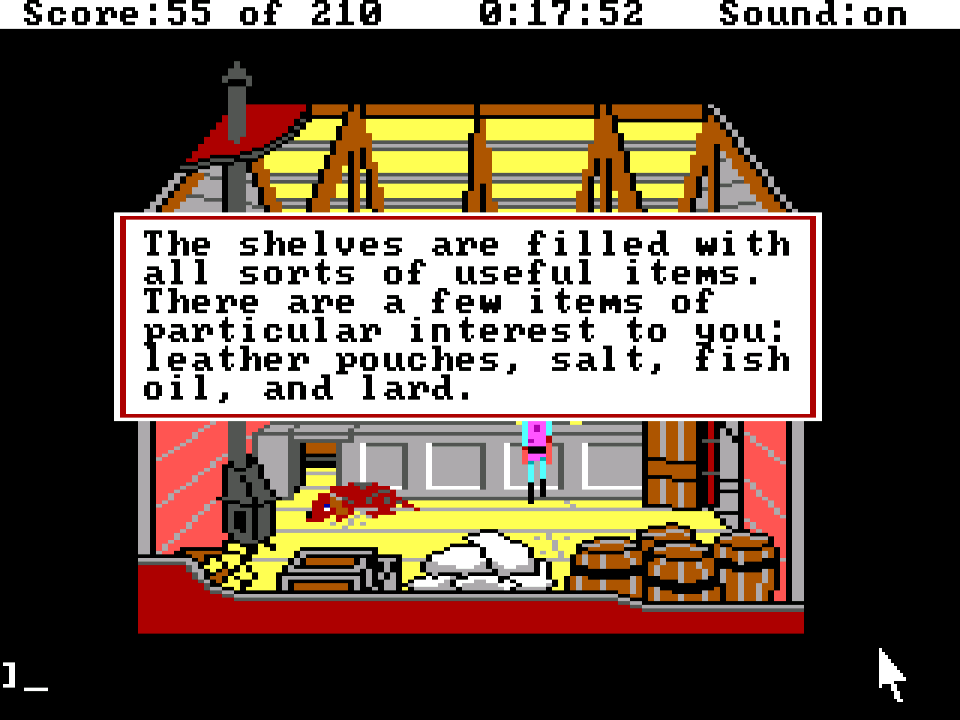 Score:55 of 210 0:17:52 Sound:on
The shelves are filled with
all sorts of useful items.
There are a few items of
particular interest to you:
leather pouches, salt, fish
oil, and lard.
]_